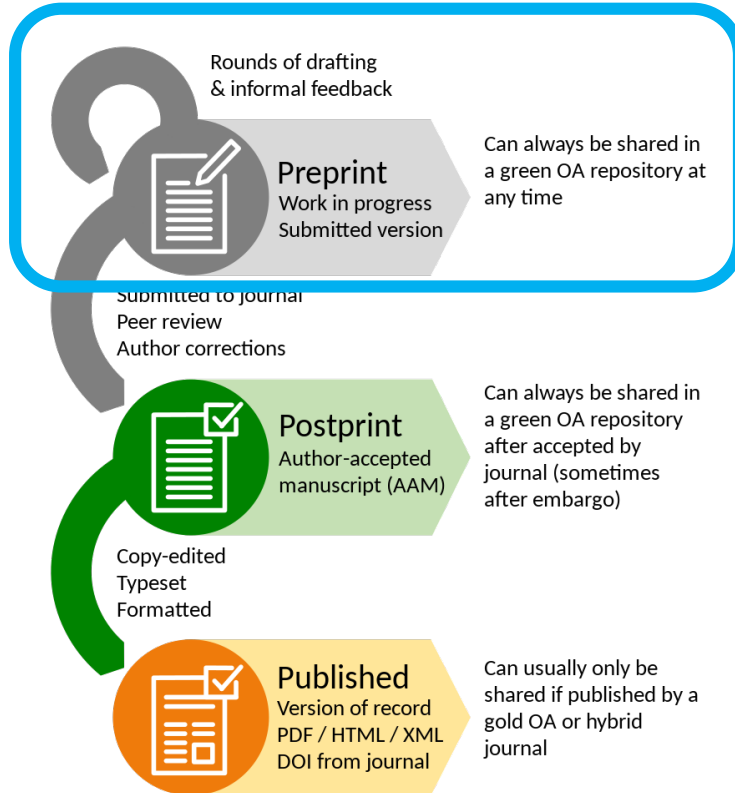 Rounds of drafting
& informal feedback
Preprint
Work in progress
Submitted version
Can always be shared in
a green OA repository at
any time
Submitted to journal
Peer review
Author corrections
Postprint
Author-accepted
manuscript (AAM)
Can always be shared in
a green OA repository
after accepted by
journal (sometimes
after embargo)
Copy-edited
Typeset
Formatted
Published
Version of record
PDF / HTML / XML
DOI from journal
Can usually only be
shared if published by a
gold OA or hybrid
journal